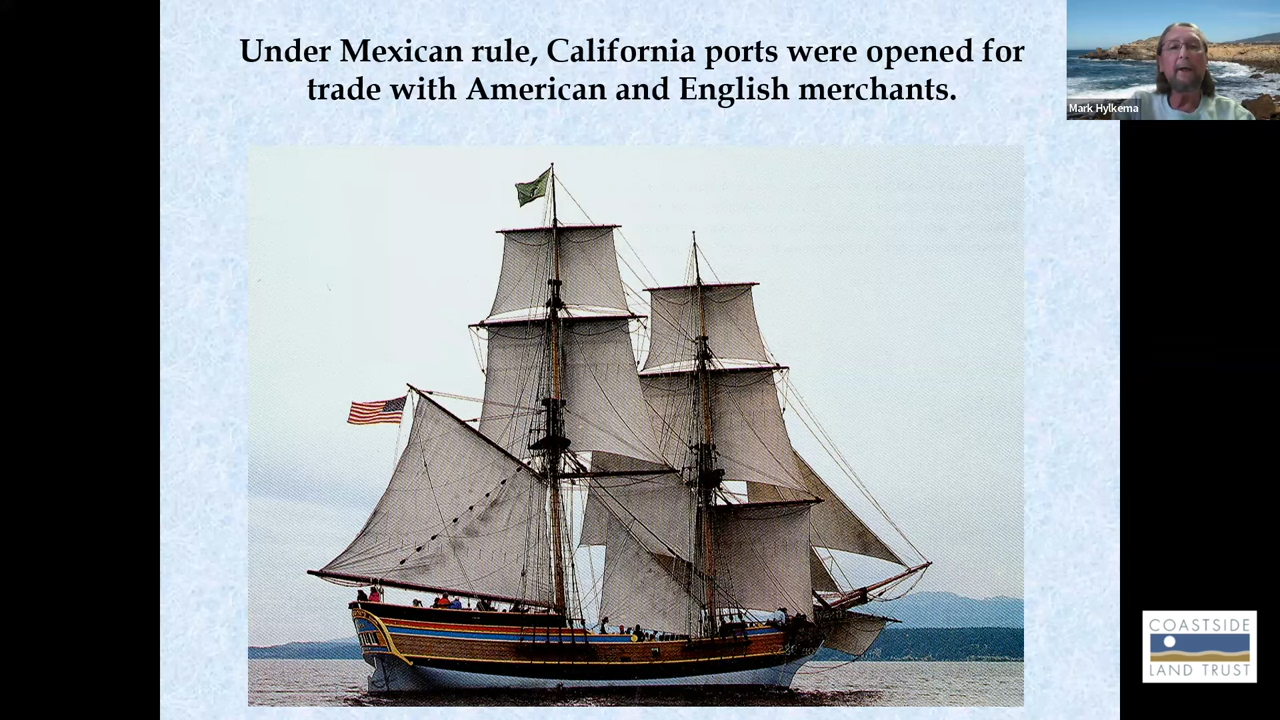 Under Mexican rule, California ports were opened for
trade with American and English merchants.
Mark Hylkema
COASTSIDE
LAND TRUST